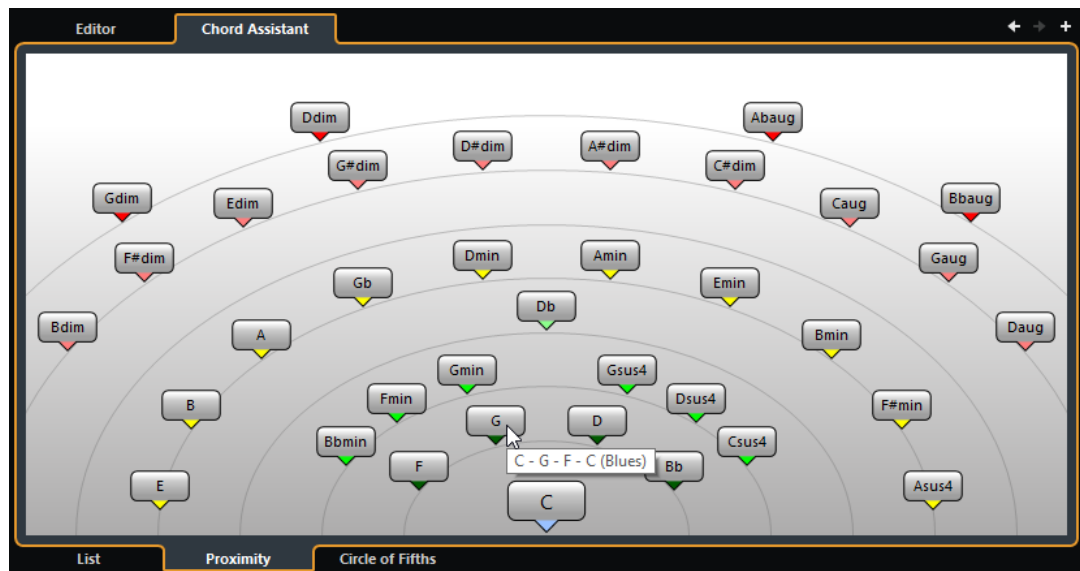 Editor
Chord Assistant
Ddim
Abaug
D#dim
A#dim
G#dim
C#dim
Gdim
Edim
Caug
Bbaug
F#dim
Dmin
Amin
Gaug
Gb
Emin
Db
Bdim
A
Bmin
Daug
Gmin
Gsus4
Fmin
Dsus4
B
F#min
G
D
Bbmin
Csus4
C - G - F - C (Blues)
F
Bb
E
Asus4
C
List
Proximity
Circle of Fifths